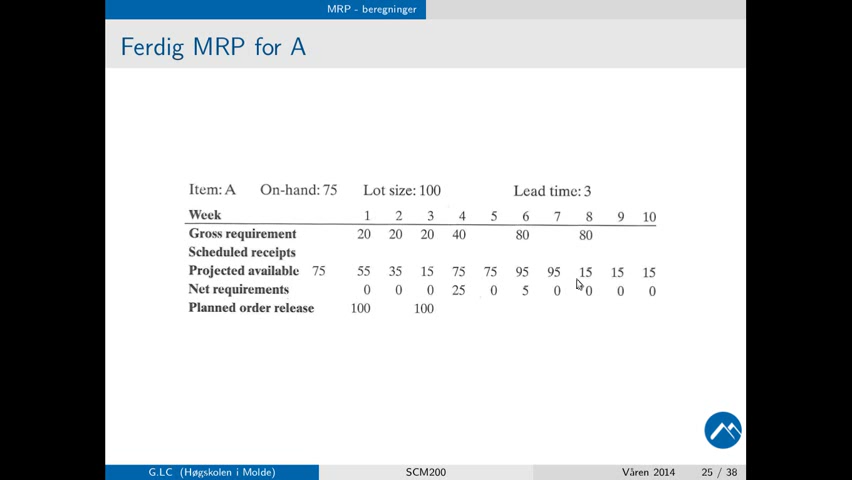 MRP - beregninger
Ferdig MRP for A
Item: A On-hand: 75 Lot size: 100 Lead time: 3
Week 1 2 3 4 5 6 7 8 9 10
Gross requirement 20 20 20 40 80 80
Scheduled receipts
Projected available 75 55 35 15 75 75 95 95 15 15 15
Net requirements 0 0 0 25 0 5 0 0 0 0
Planned order release 100 100
G.LC (Høgskolen i Molde) SCM200 Våren 2014 25 / 38